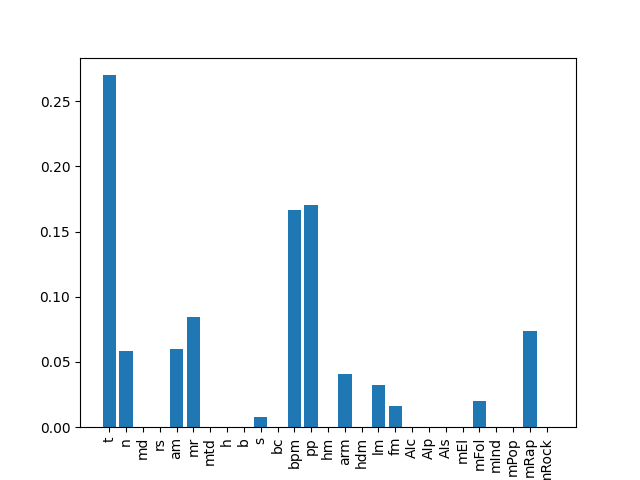 0.25
0.20
0.15
0.10
0.05
0.00
t
n
md
rs
am
mr
mtd
h
b
s
bc
bpm
pp
hm
arm
hdm
lm
fm
Alc
Alp
Als
mEl
mFol
mInd
mPop
mRap
mRock